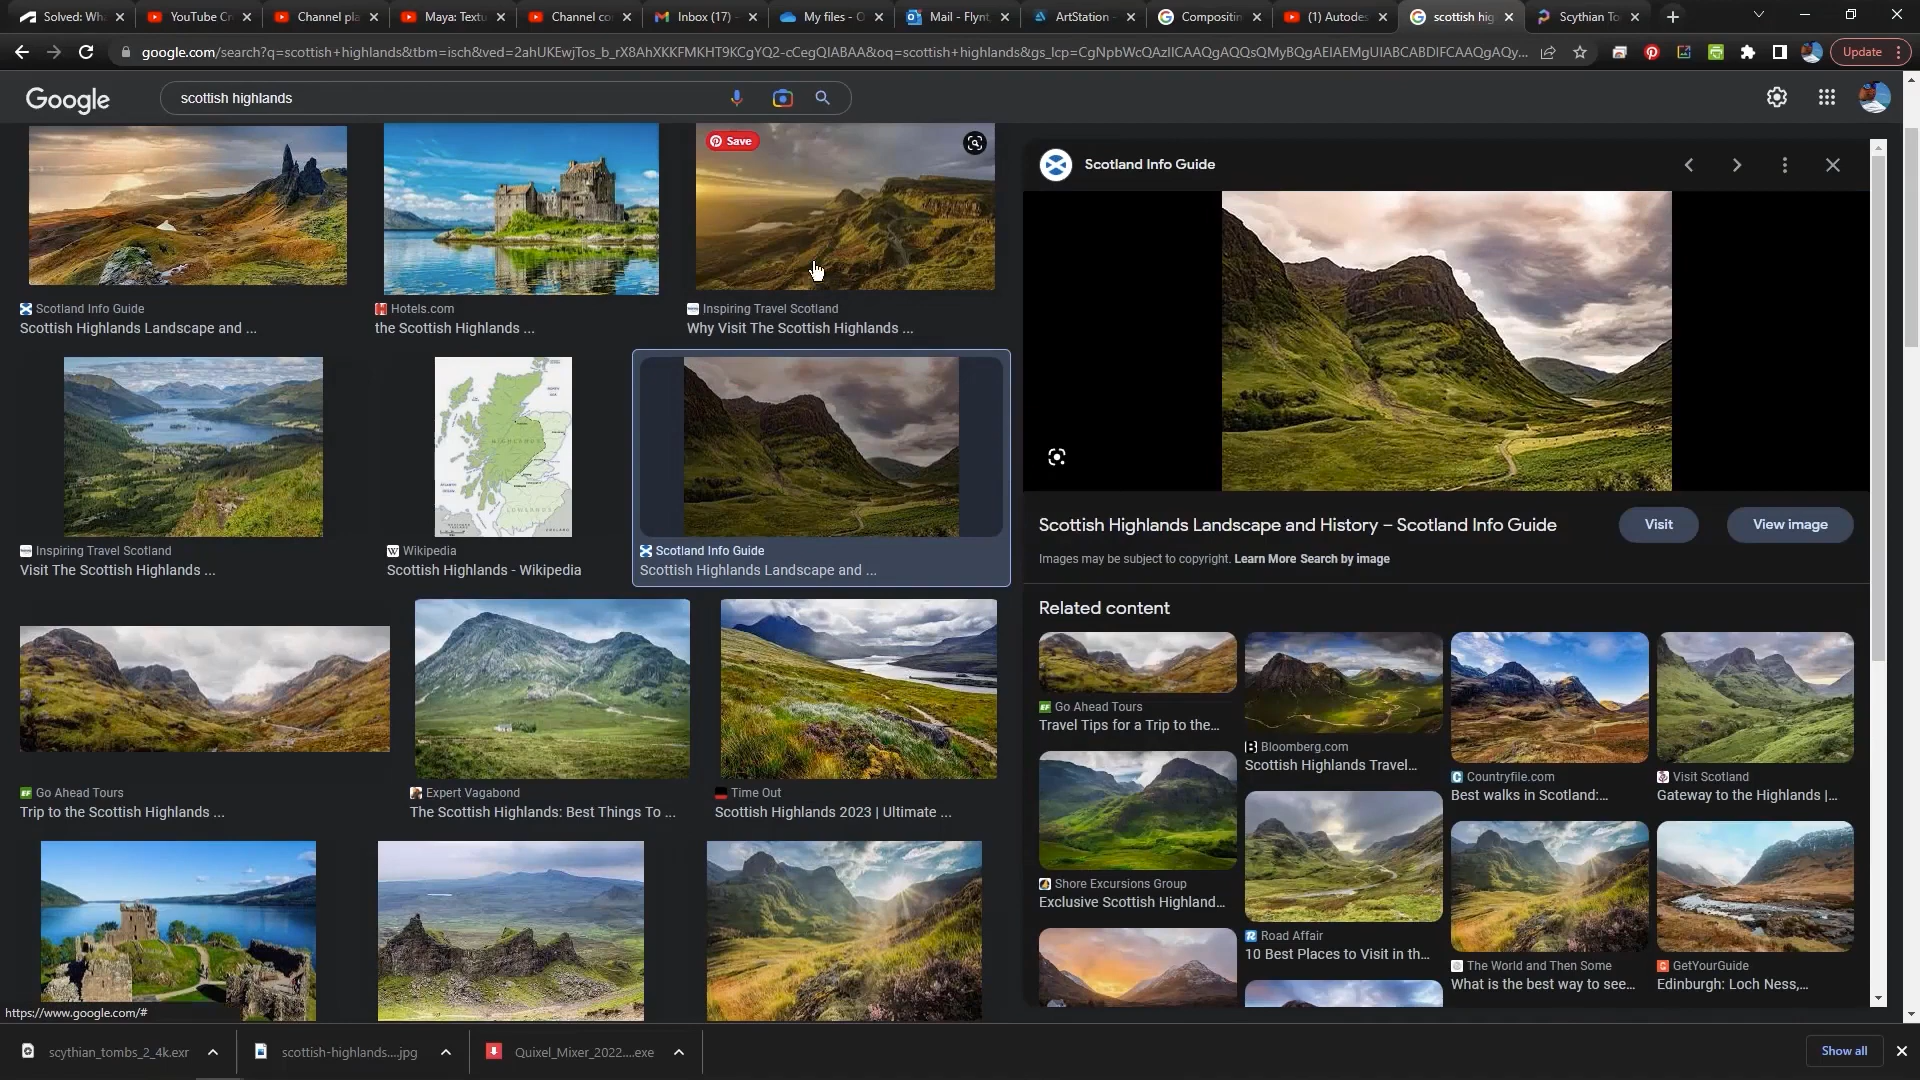 Solved: Wha
YouTube Cr
Channel pla
Maya: Textu
Channel co
Inbox (17) -
My files - O
Mail - Flynt
ArtStation -
Compositin
(1) Autodes
scottish hig
Scythian To
google.com/search?q=scottish+highlands&tbm=isch&ved=2ahUKEwjTos_b_rX8AhXKKFMKHT9KCgYQ2-cCegQIABAA&oq=scottish+highlands&gs_lcp=CgNpbWcQAzIICAAQgAQQsQMyBQgAEIAEMgUIABCABDIFCAAQgAQy...
Update
Google
scottish highlands
Save
Scotland Info Guide
Scotland Info Guide
Scottish Highlands Landscape and ...
Hotels.com
the Scottish Highlands ...
Inspiring Travel Scotland
Why Visit The Scottish Highlands ...
HIGHLANDS
LOWLANDS
Inspiring Travel Scotland
Visit The Scottish Highlands ...
Wikipedia
Scottish Highlands - Wikipedia
Scotland Info Guide
Scottish Highlands Landscape and ...
Scottish Highlands Landscape and History – Scotland Info Guide
Visit
View image
Images may be subject to copyright. Learn More Search by image
Related content
Go Ahead Tours
Travel Tips for a Trip to the...
Bloomberg.com
Scottish Highlands Travel...
Countryfile.com
Best walks in Scotland:...
Visit Scotland
Gateway to the Highlands |...
Go Ahead Tours
Trip to the Scottish Highlands ...
Expert Vagabond
The Scottish Highlands: Best Things To ...
Time Out
Scottish Highlands 2023 | Ultimate ...
Shore Excursions Group
Exclusive Scottish Highland...
Road Affair
10 Best Places to Visit in th...
The World and Then Some
What is the best way to see...
GetYourGuide
Edinburgh: Loch Ness,...
https://www.google.com/#
scythian_tombs_2_4k.exr
scottish-highlands....jpg
Quixel_Mixer_2022....exe
Show all